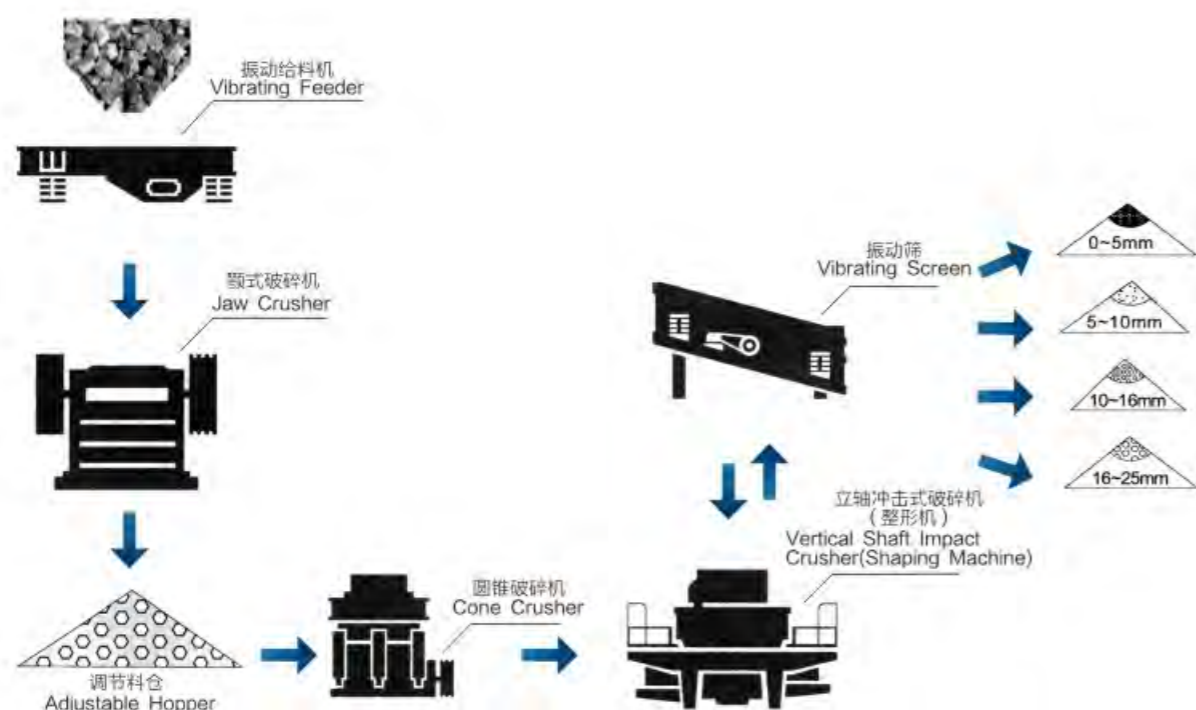 振动给料机
Vibrating Feeder
颚式破碎机
Jaw Crusher
调节料仓
Adjustable Hopper
圆锥破碎机
Cone Crusher
立轴冲击式破碎机
（整形机）
Vertical Shaft Impact
Crusher(Shaping Machine)
振动筛
Vibrating Screen
0~5mm
5~10mm
10~16mm
16~25mm